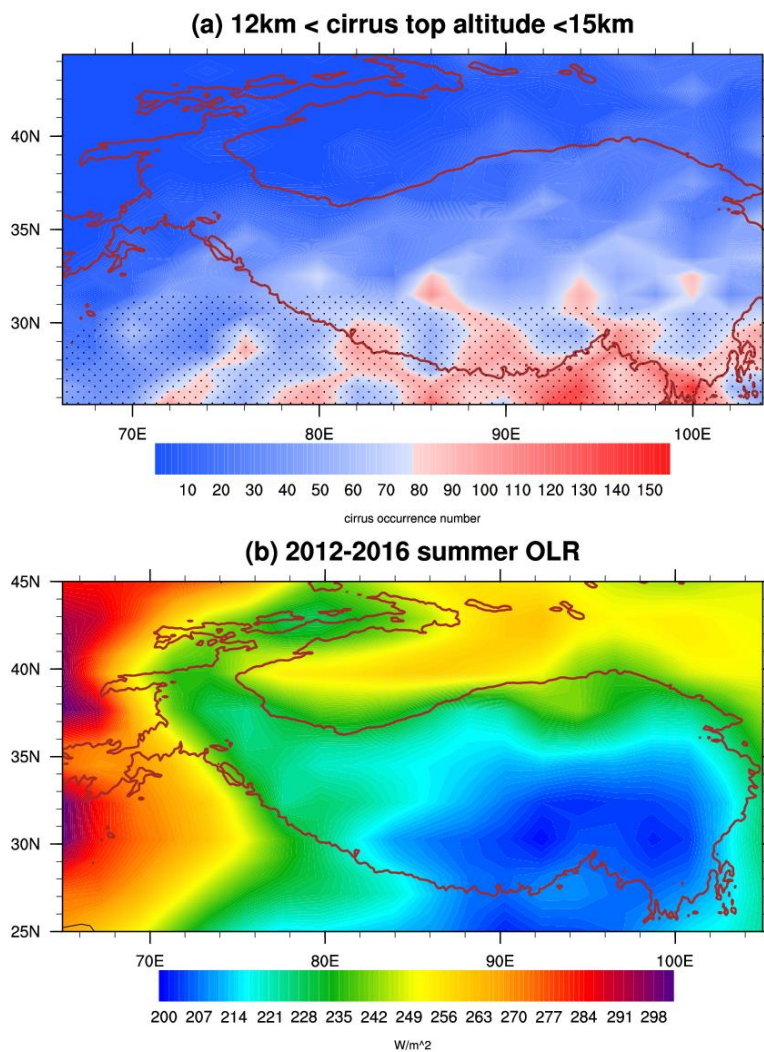 (a) 12km < cirrus top altitude <15km
40N
35N
30N
70E 80E 90E 100E
10 20 30 40 50 60 70 80 90 100 110 120 130 140 150
cirrus occurrence number
(b) 2012-2016 summer OLR
45N
40N
35N
30N
25N
70E 80E 90E 100E
200 207 214 221 228 235 242 249 256 263 270 277 284 291 298
W/m^2